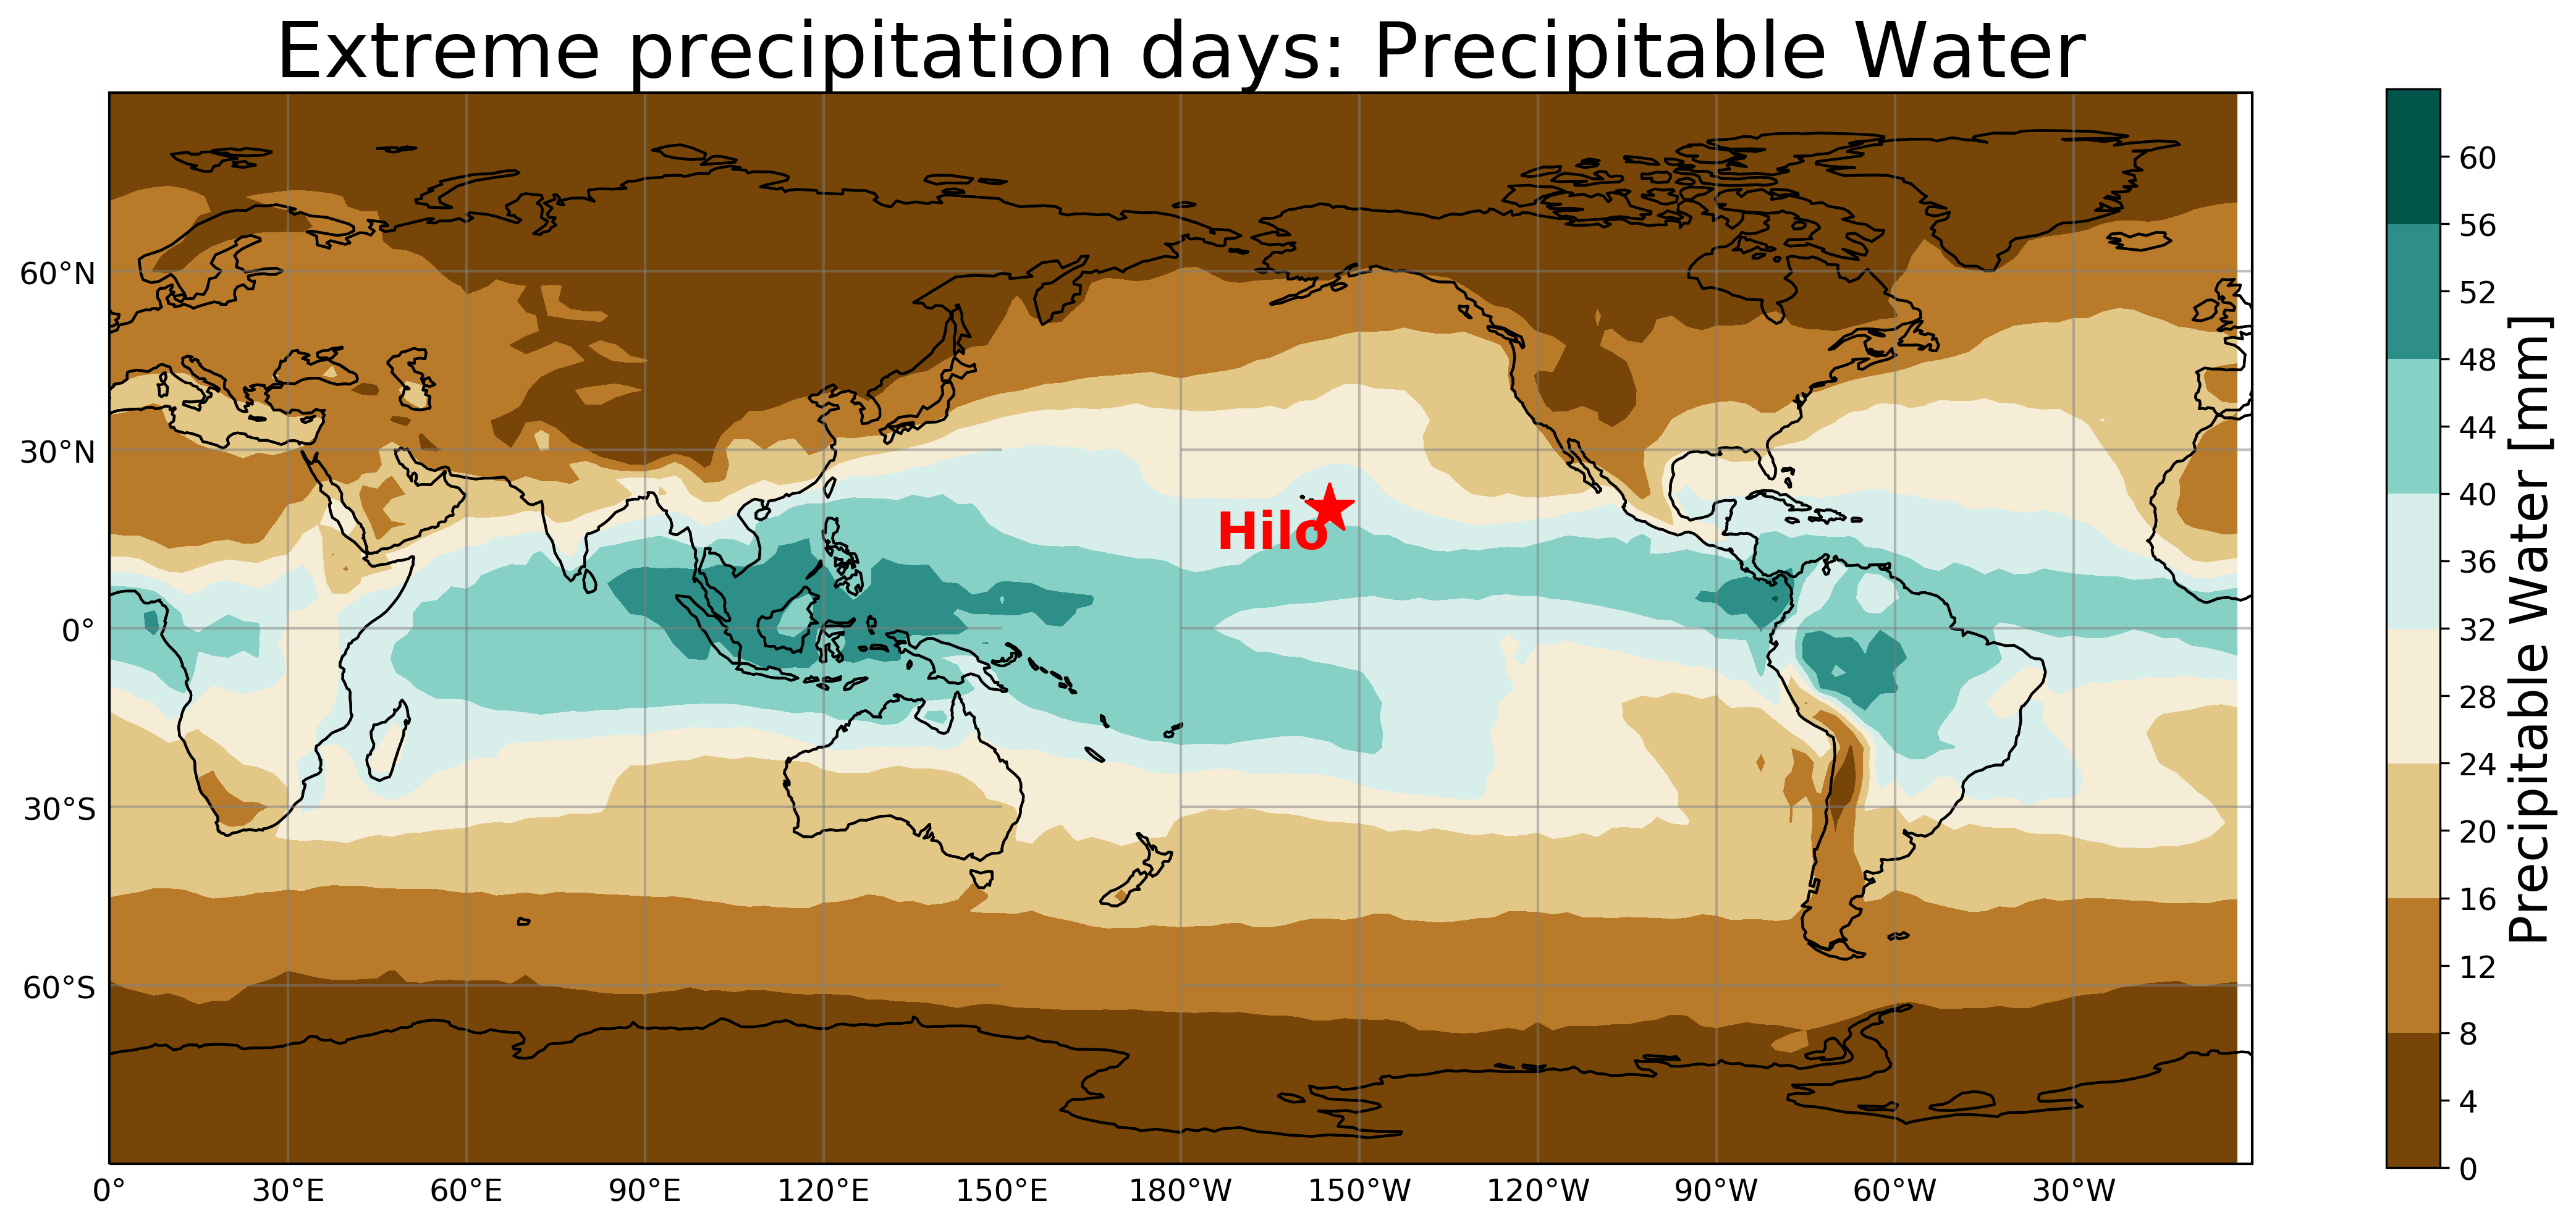 Extreme precipitation days: Precipitable Water
60°N
30°N
0°
30°S
60°S
Hilo
0°
30°E
60°E
90°E
120°E
150°E
180°W
150°W
120°W
90°W
60°W
30°W
60
56
52
48
44
40
36
32
28
24
20
16
12
8
4
0
Precipitable Water [mm]